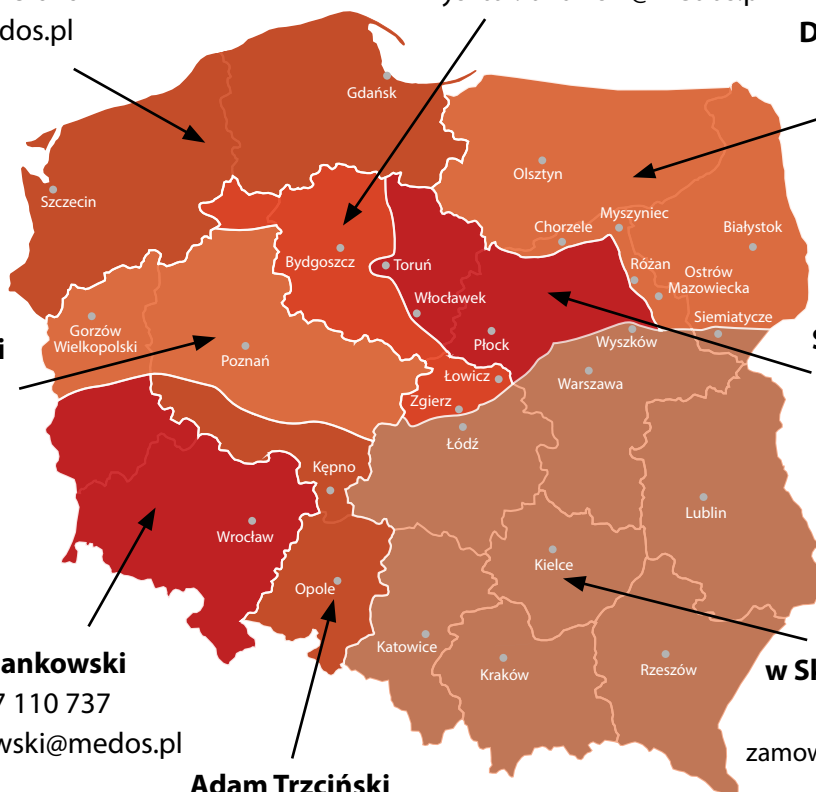 dos.pl
D
Gdańsk
Olsztyn
Szczecin
Myszyniec
Chorzele
Białystok
Bydgoszcz
Toruń
Różan
Ostrów
Mazowiecka
Włocławek
Siemiatycze
Gorzów
Wielkopolski
Płock
Wyszków
i
S
Poznań
Łowicz
Warszawa
Zgierz
Łódź
Kępno
Lublin
Wrocław
Kielce
Opole
Katowice
Kraków
Rzeszów
ankowski
7 110 737
wski@medos.pl
w Sk
zamow
Adam Trzciński